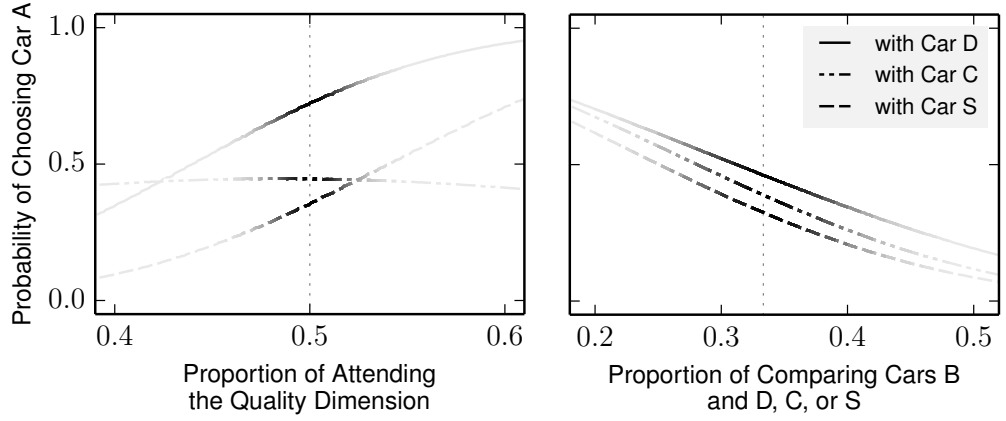 Probability of Choosing Car A
1.0
0.5
0.0
0.4
0.5
0.6
Proportion of Attending
the Quality Dimension
with Car D
with Car C
with Car S
0.2
0.3
0.4
0.5
Proportion of Comparing Cars B
and D, C, or S